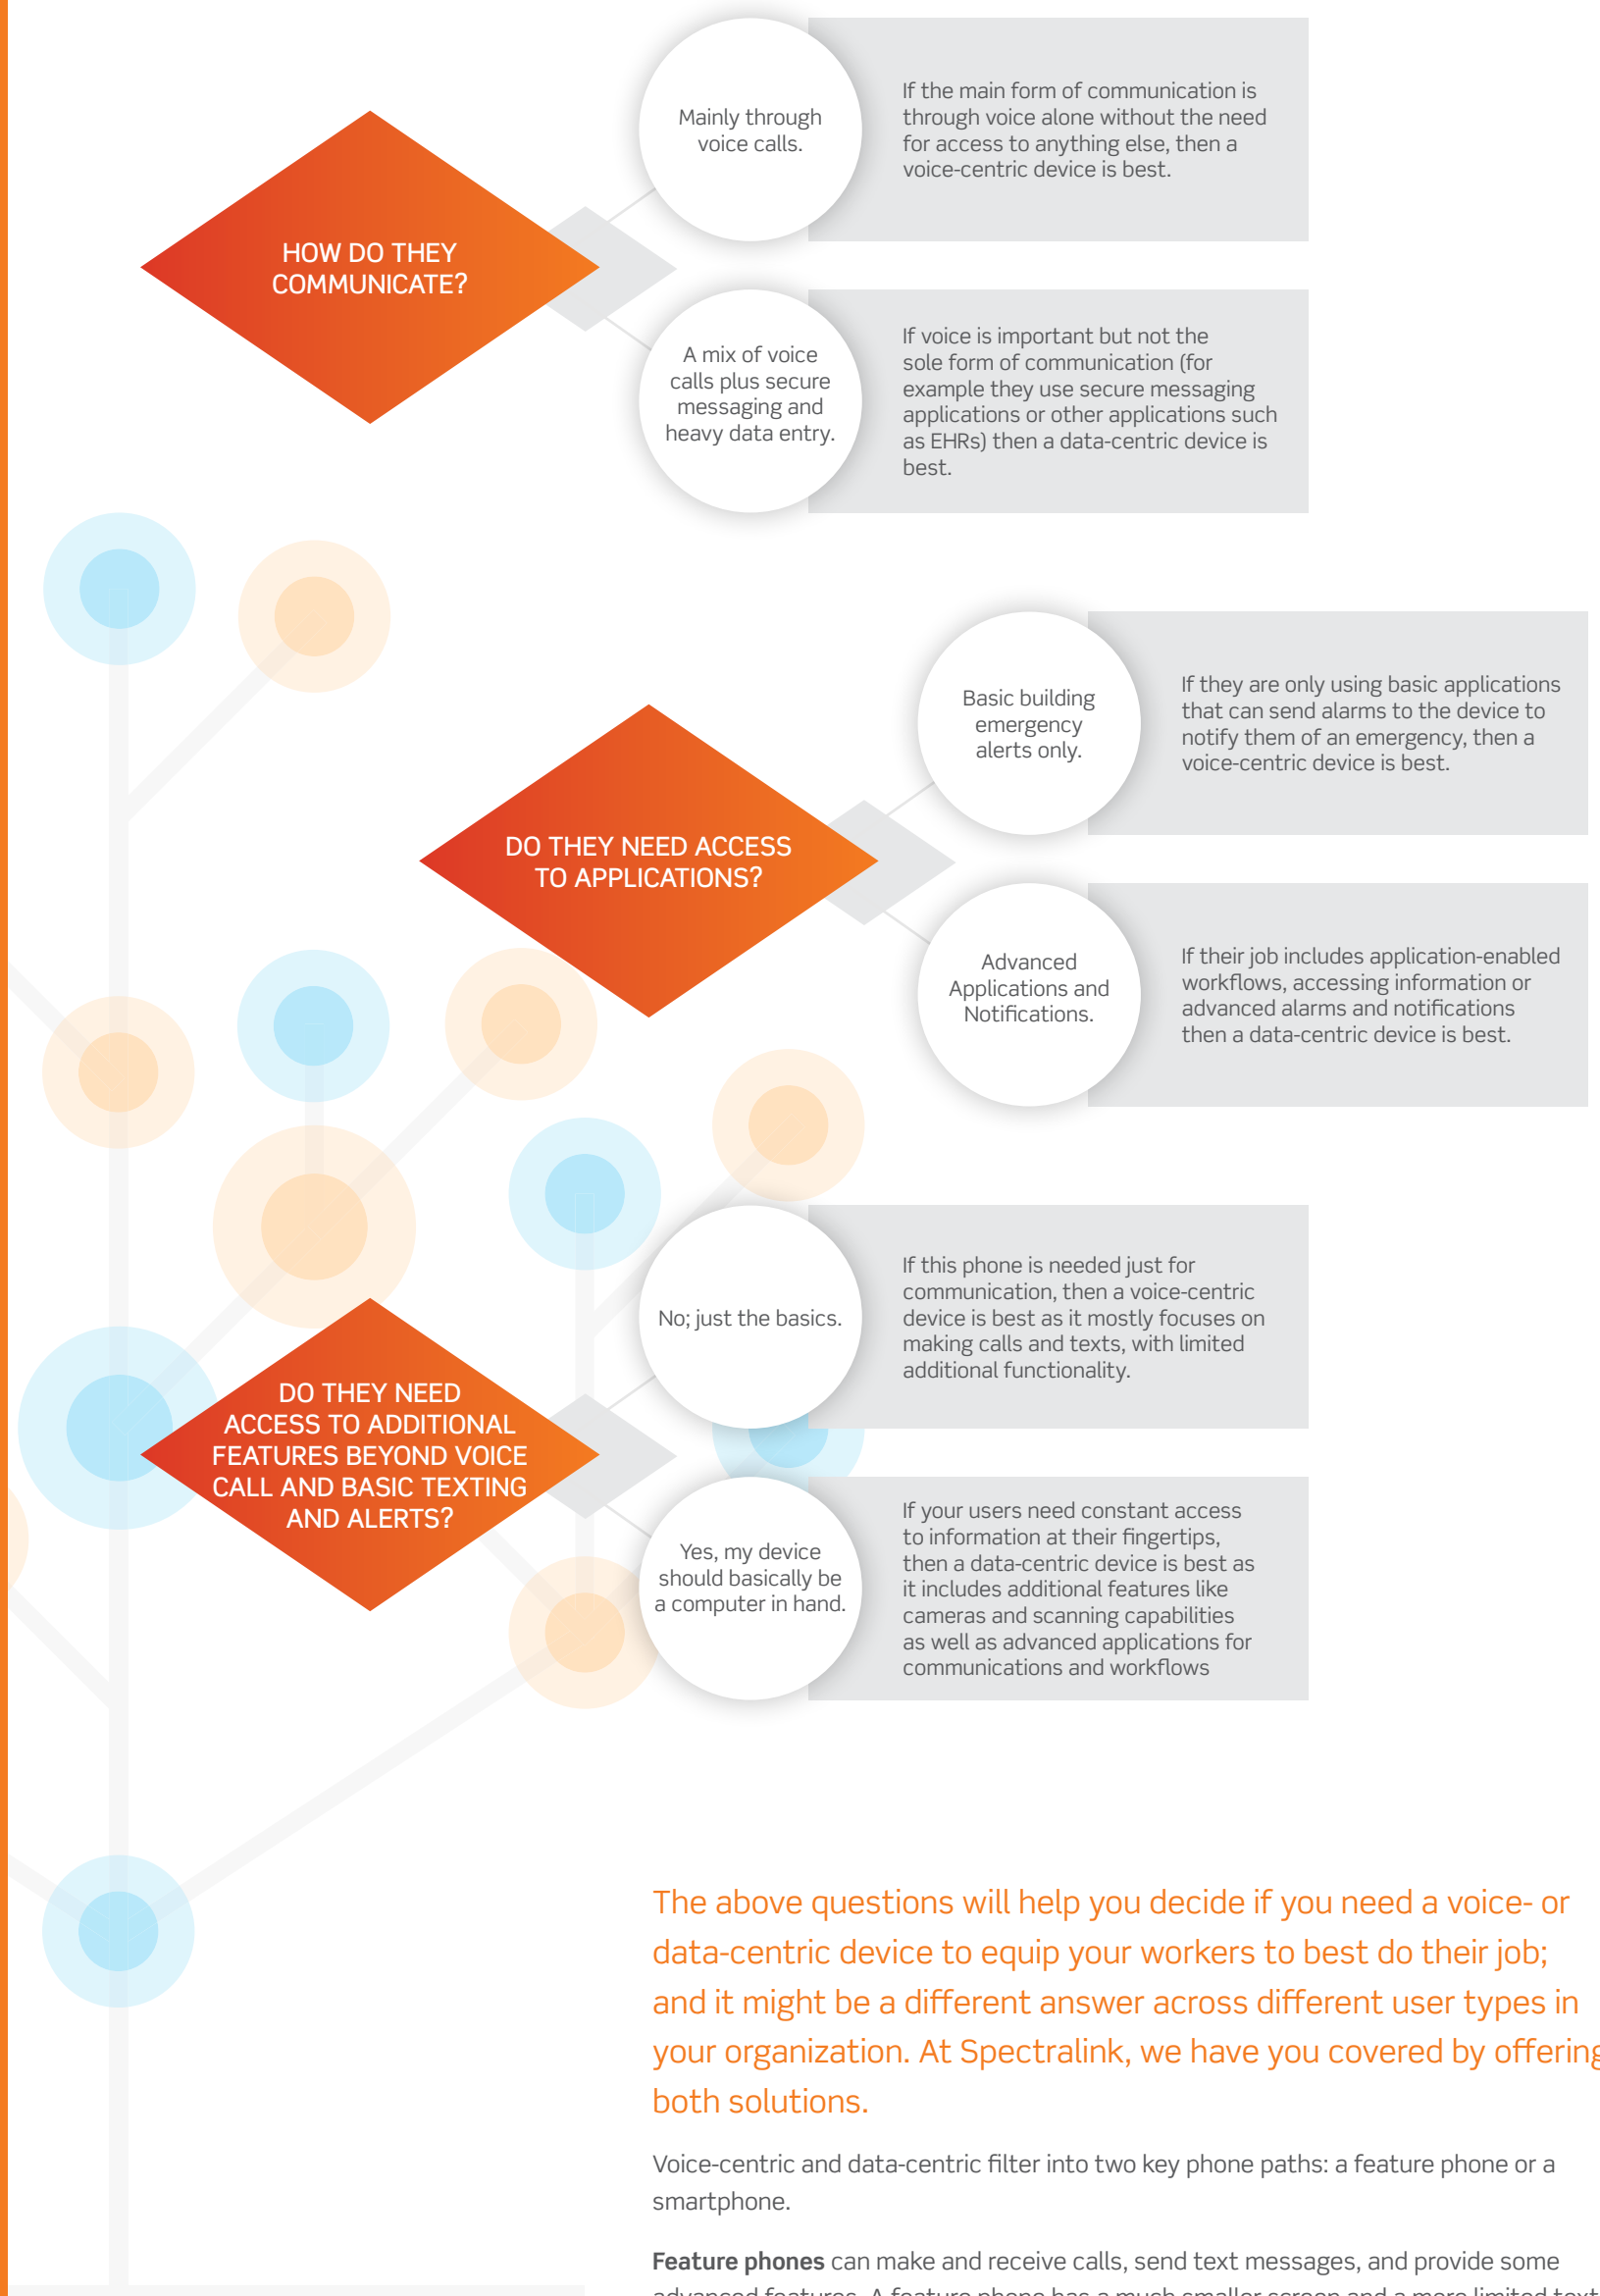 HOW DO THEY
COMMUNICATE?
Mainly through
voice calls.
If the main form of communication is
through voice alone without the need
for access to anything else, then a
voice-centric device is best.
A mix of voice
calls plus secure
messaging and
heavy data entry.
If voice is important but not the
sole form of communication (for
example they use secure messaging
applications or other applications such
as EHRs) then a data-centric device is
best.
DO THEY NEED ACCESS
TO APPLICATIONS?
Basic building
emergency
alerts only.
If they are only using basic applications
that can send alarms to the device to
notify them of an emergency, then a
voice-centric device is best.
Advanced
Applications and
Notifications.
If their job includes application-enabled
workflows, accessing information or
advanced alarms and notifications
then a data-centric device is best.
DO THEY NEED
ACCESS TO ADDITIONAL
FEATURES BEYOND VOICE
CALL AND BASIC TEXTING
AND ALERTS?
No; just the basics.
If this phone is needed just for
communication, then a voice-centric
device is best as it mostly focuses on
making calls and texts, with limited
additional functionality.
Yes, my device
should basically be
a computer in hand.
If your users need constant access
to information at their fingertips,
then a data-centric device is best as
it includes additional features like
cameras and scanning capabilities
as well as advanced applications for
communications and workflows
The above questions will help you decide if you need a voice- or
data-centric device to equip your workers to best do their job;
and it might be a different answer across different user types in
your organization. At Spectralink, we have you covered by offering
both solutions.
Voice-centric and data-centric filter into two key phone paths: a feature phone or a
smartphone.
Feature phones can make and receive calls, send text messages, and provide some
advanced features. A feature phone has a much smaller screen and a more limited text